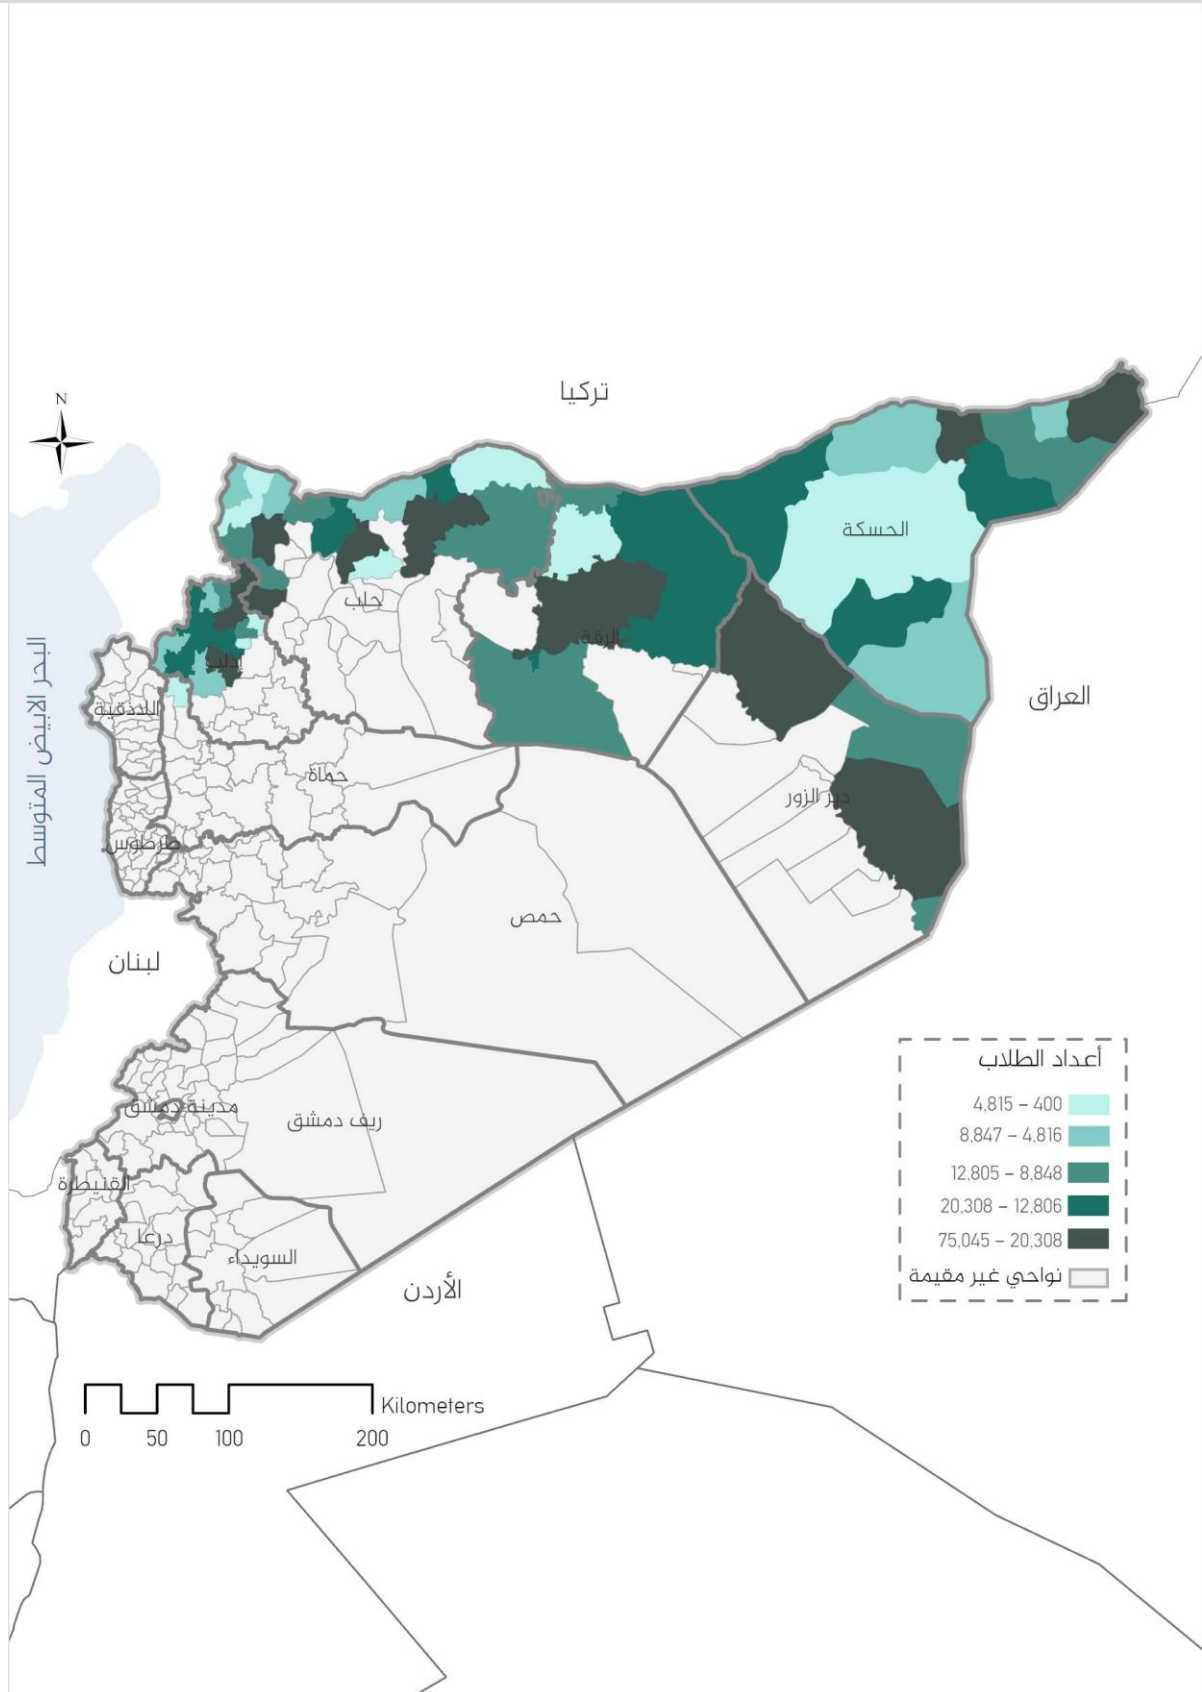 تركيا
N
الحسكة
حلب
الرقة
إدلب
البحر الابيض المتوسط
العراق
اللاذقية
حماة
دير الزور
طرطوس
حمص
لبنان
أعداد الطلاب
4,815 – 400
8,847 – 4,816
12,805 – 8,848
20,308 – 12,806
75,045 – 20,308
نواحي غير مقيمة
مدينة دمشق
ريف دمشق
القنيطرة
درعا
السويداء
الأردن
Kilometers
0 50 100 200